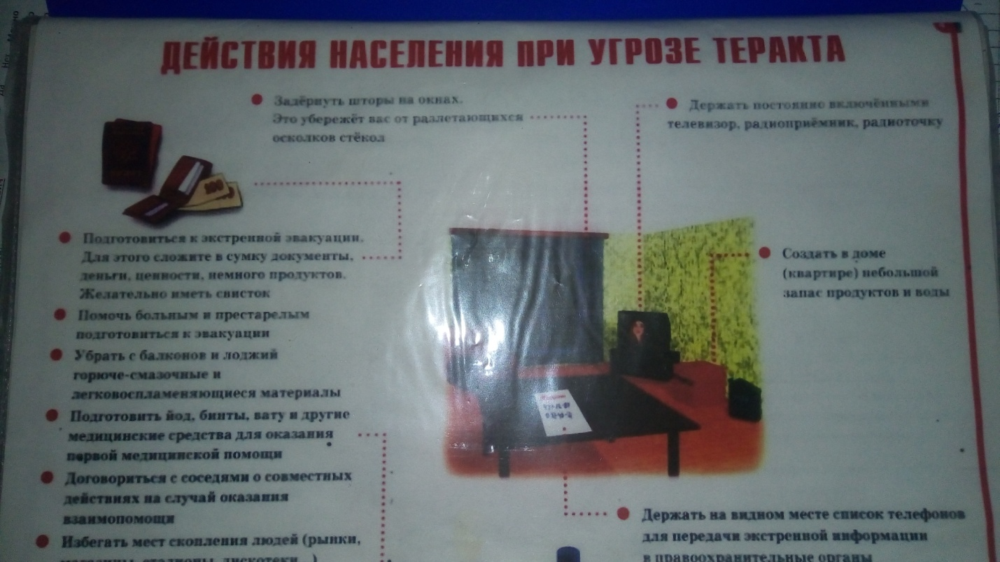 ДЕЙСТВИЯ НАСЕЛЕНИЯ ПРИ УГРОЗЕ ТЕРАКТА
Задёрнуть шторы на окнах.
Это убережёт вас от разлетающихся
осколков стёкол
Держать постоянно включёнными
телевизор, радиоприёмник, радиоточку
100
Подготовиться к экстренной эвакуации.
Для этого сложите в сумку документы,
деньги, ценности, немного продуктов.
Желательно иметь свисток
Помочь больным и престарелым
подготовиться к эвакуации
Убрать с балконов и лоджий
горюче-смазочные и
легковоспламеняющиеся материалы
Подготовить йод, бинты, вату и другие
медицинские средства для оказания
первой медицинской помощи
Договориться с соседями о совместных
действиях на случай оказания
взаимопомощи
Избегать мест скопления людей (рынки,
магазины, стадионы, дискотеки...)
Создать в доме
(квартире) небольшой
запас продуктов и воды
Держать на видном месте список телефонов
для передачи экстренной информации
в правоохранительные органы